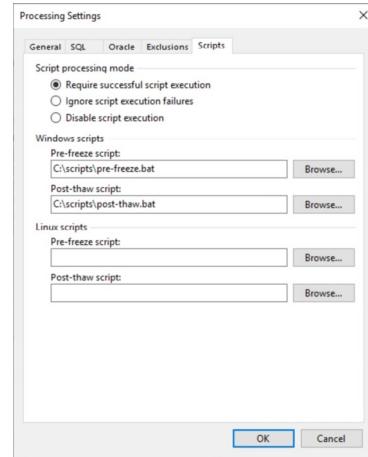 Processing Settings
General SQL Oracle Exclusions Scripts
Script processing mode
Require successful script execution
Ignore script execution failures
Disable script execution
Windows scripts
Pre-freeze script:
C:\scripts\pre-freeze.bat Browse...
Post-thaw script:
C:\scripts\post-thaw.bat Browse...
Linux scripts
Pre-freeze script:
Browse...
Post-thaw script:
Browse...
OK Cancel